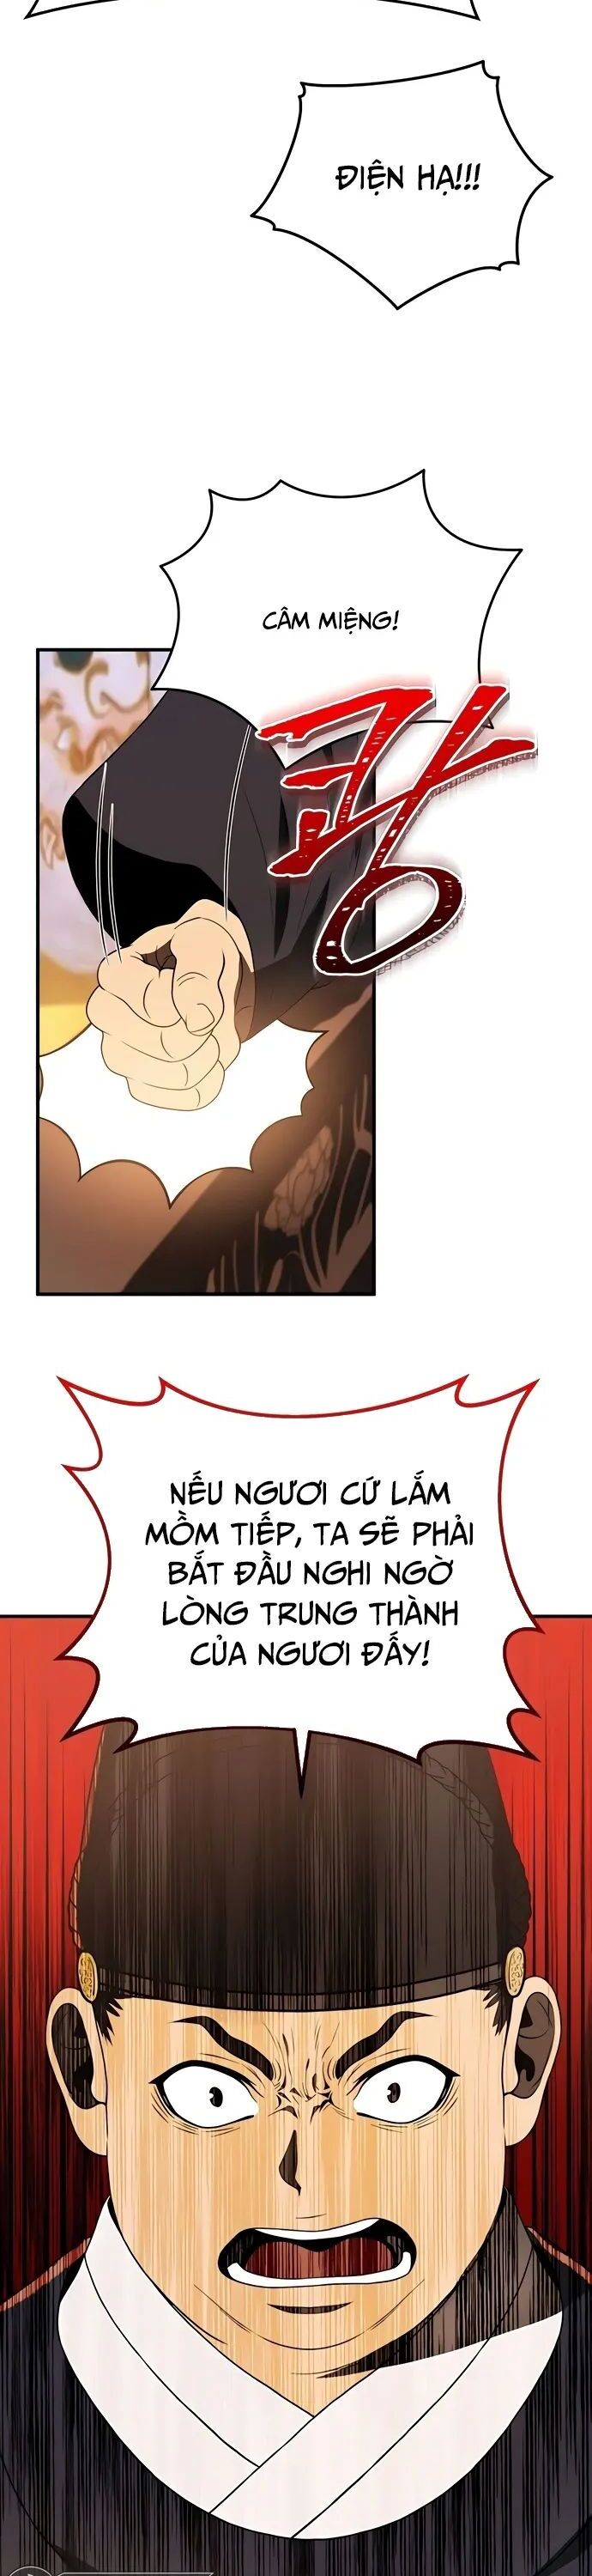 ĐIỆN HẠ!!!
CÂM MIỆNG!
쾅
NẾU NGƯƠI CỨ LẮM
MỒM TIẾP, TA SẼ PHẢI
BẮT ĐẦU NGHI NGỜ
LÒNG TRUNG THÀNH
CỦA NGƯƠI ĐẤY!